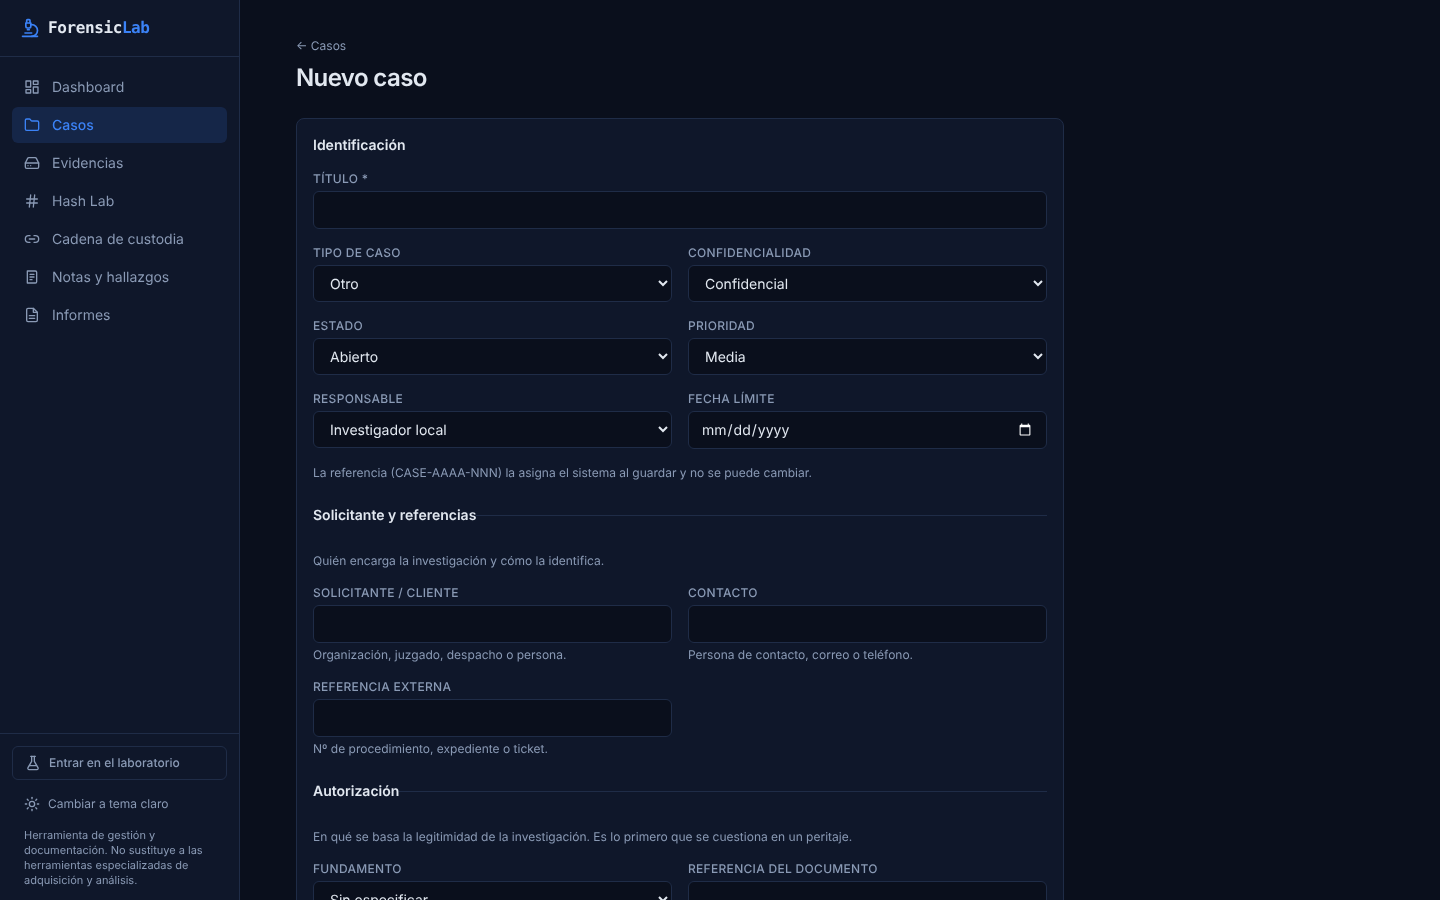 ForensicLab
Dashboard
Casos
Evidencias
Hash Lab
Cadena de custodia
Notas y hallazgos
Informes
Entrar en el laboratorio
Cambiar a tema claro
Herramienta de gestión y
documentación. No sustituye a las
herramientas especializadas de
adquisición y análisis.
← Casos
Nuevo caso
Identificación
TÍTULO *
TIPO DE CASO
CONFIDENCIALIDAD
Otro
Confidencial
ESTADO
PRIORIDAD
Abierto
Media
RESPONSABLE
FECHA LÍMITE
Investigador local
mm/dd/yyyy
La referencia (CASE-AAAA-NNN) la asigna el sistema al guardar y no se puede cambiar.
Solicitante y referencias
Quién encarga la investigación y cómo la identifica.
SOLICITANTE / CLIENTE
CONTACTO
Organización, juzgado, despacho o persona.
Persona de contacto, correo o teléfono.
REFERENCIA EXTERNA
Nº de procedimiento, expediente o ticket.
Autorización
En qué se basa la legitimidad de la investigación. Es lo primero que se cuestiona en un peritaje.
FUNDAMENTO
REFERENCIA DEL DOCUMENTO
Sin especificar